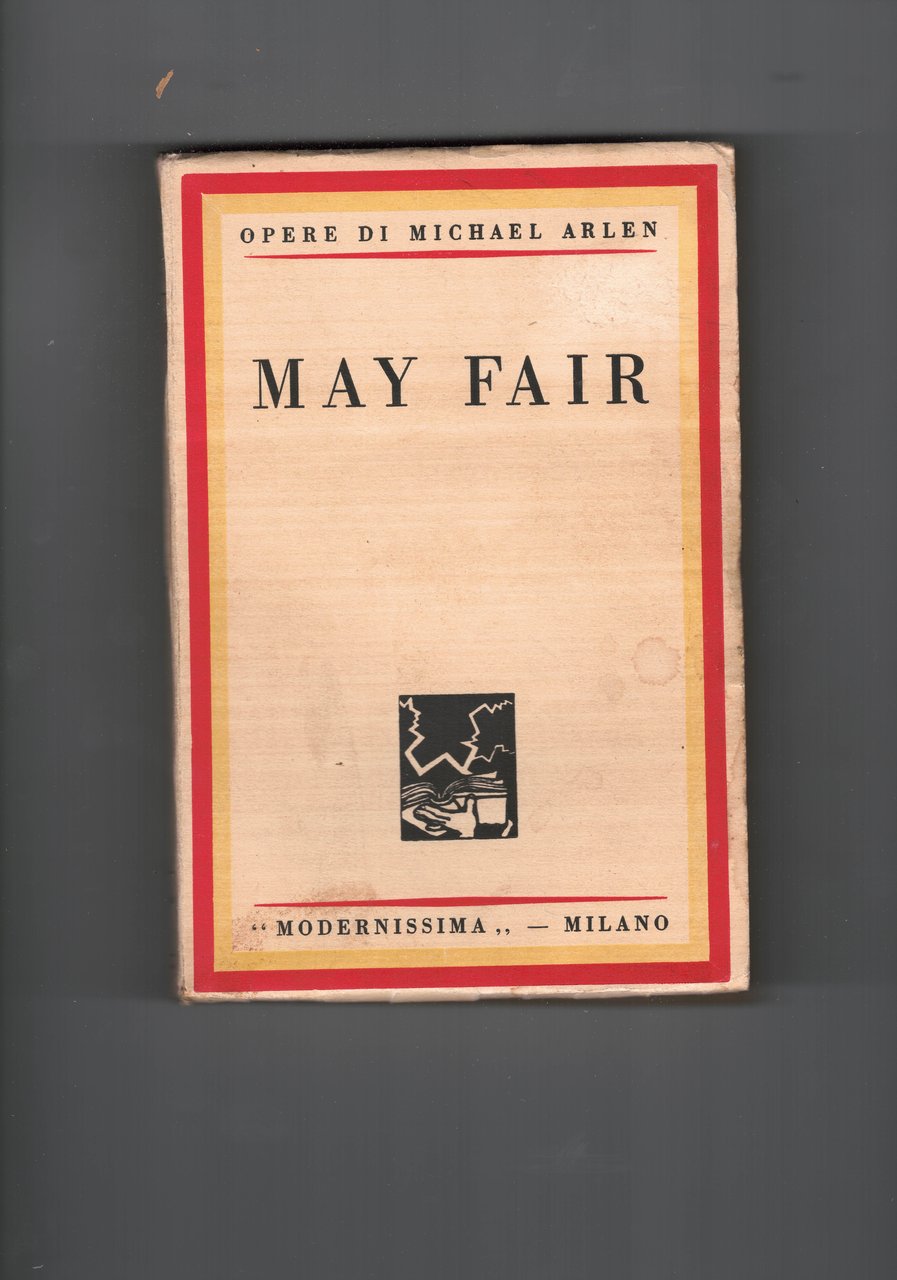 OPERE DI MICHAEL ARLEN
MAY FAIR
“MODERNISSIMA„ — MILANO